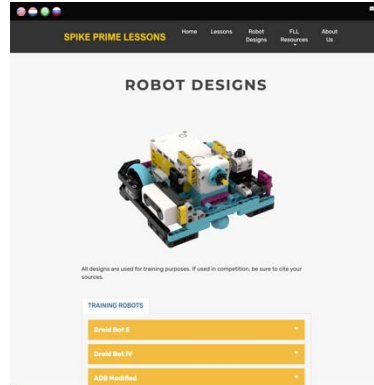 SPIKE PRIME LESSONS
Home
Lessons
Robot
Designs
FLL
Resources
About
Us
ROBOT DESIGNS
All designs are used for training purposes. If used in competition, be sure to cite your
sources.
TRAINING ROBOTS
Droid Bot E
Droid Bot IV
ADB Modified